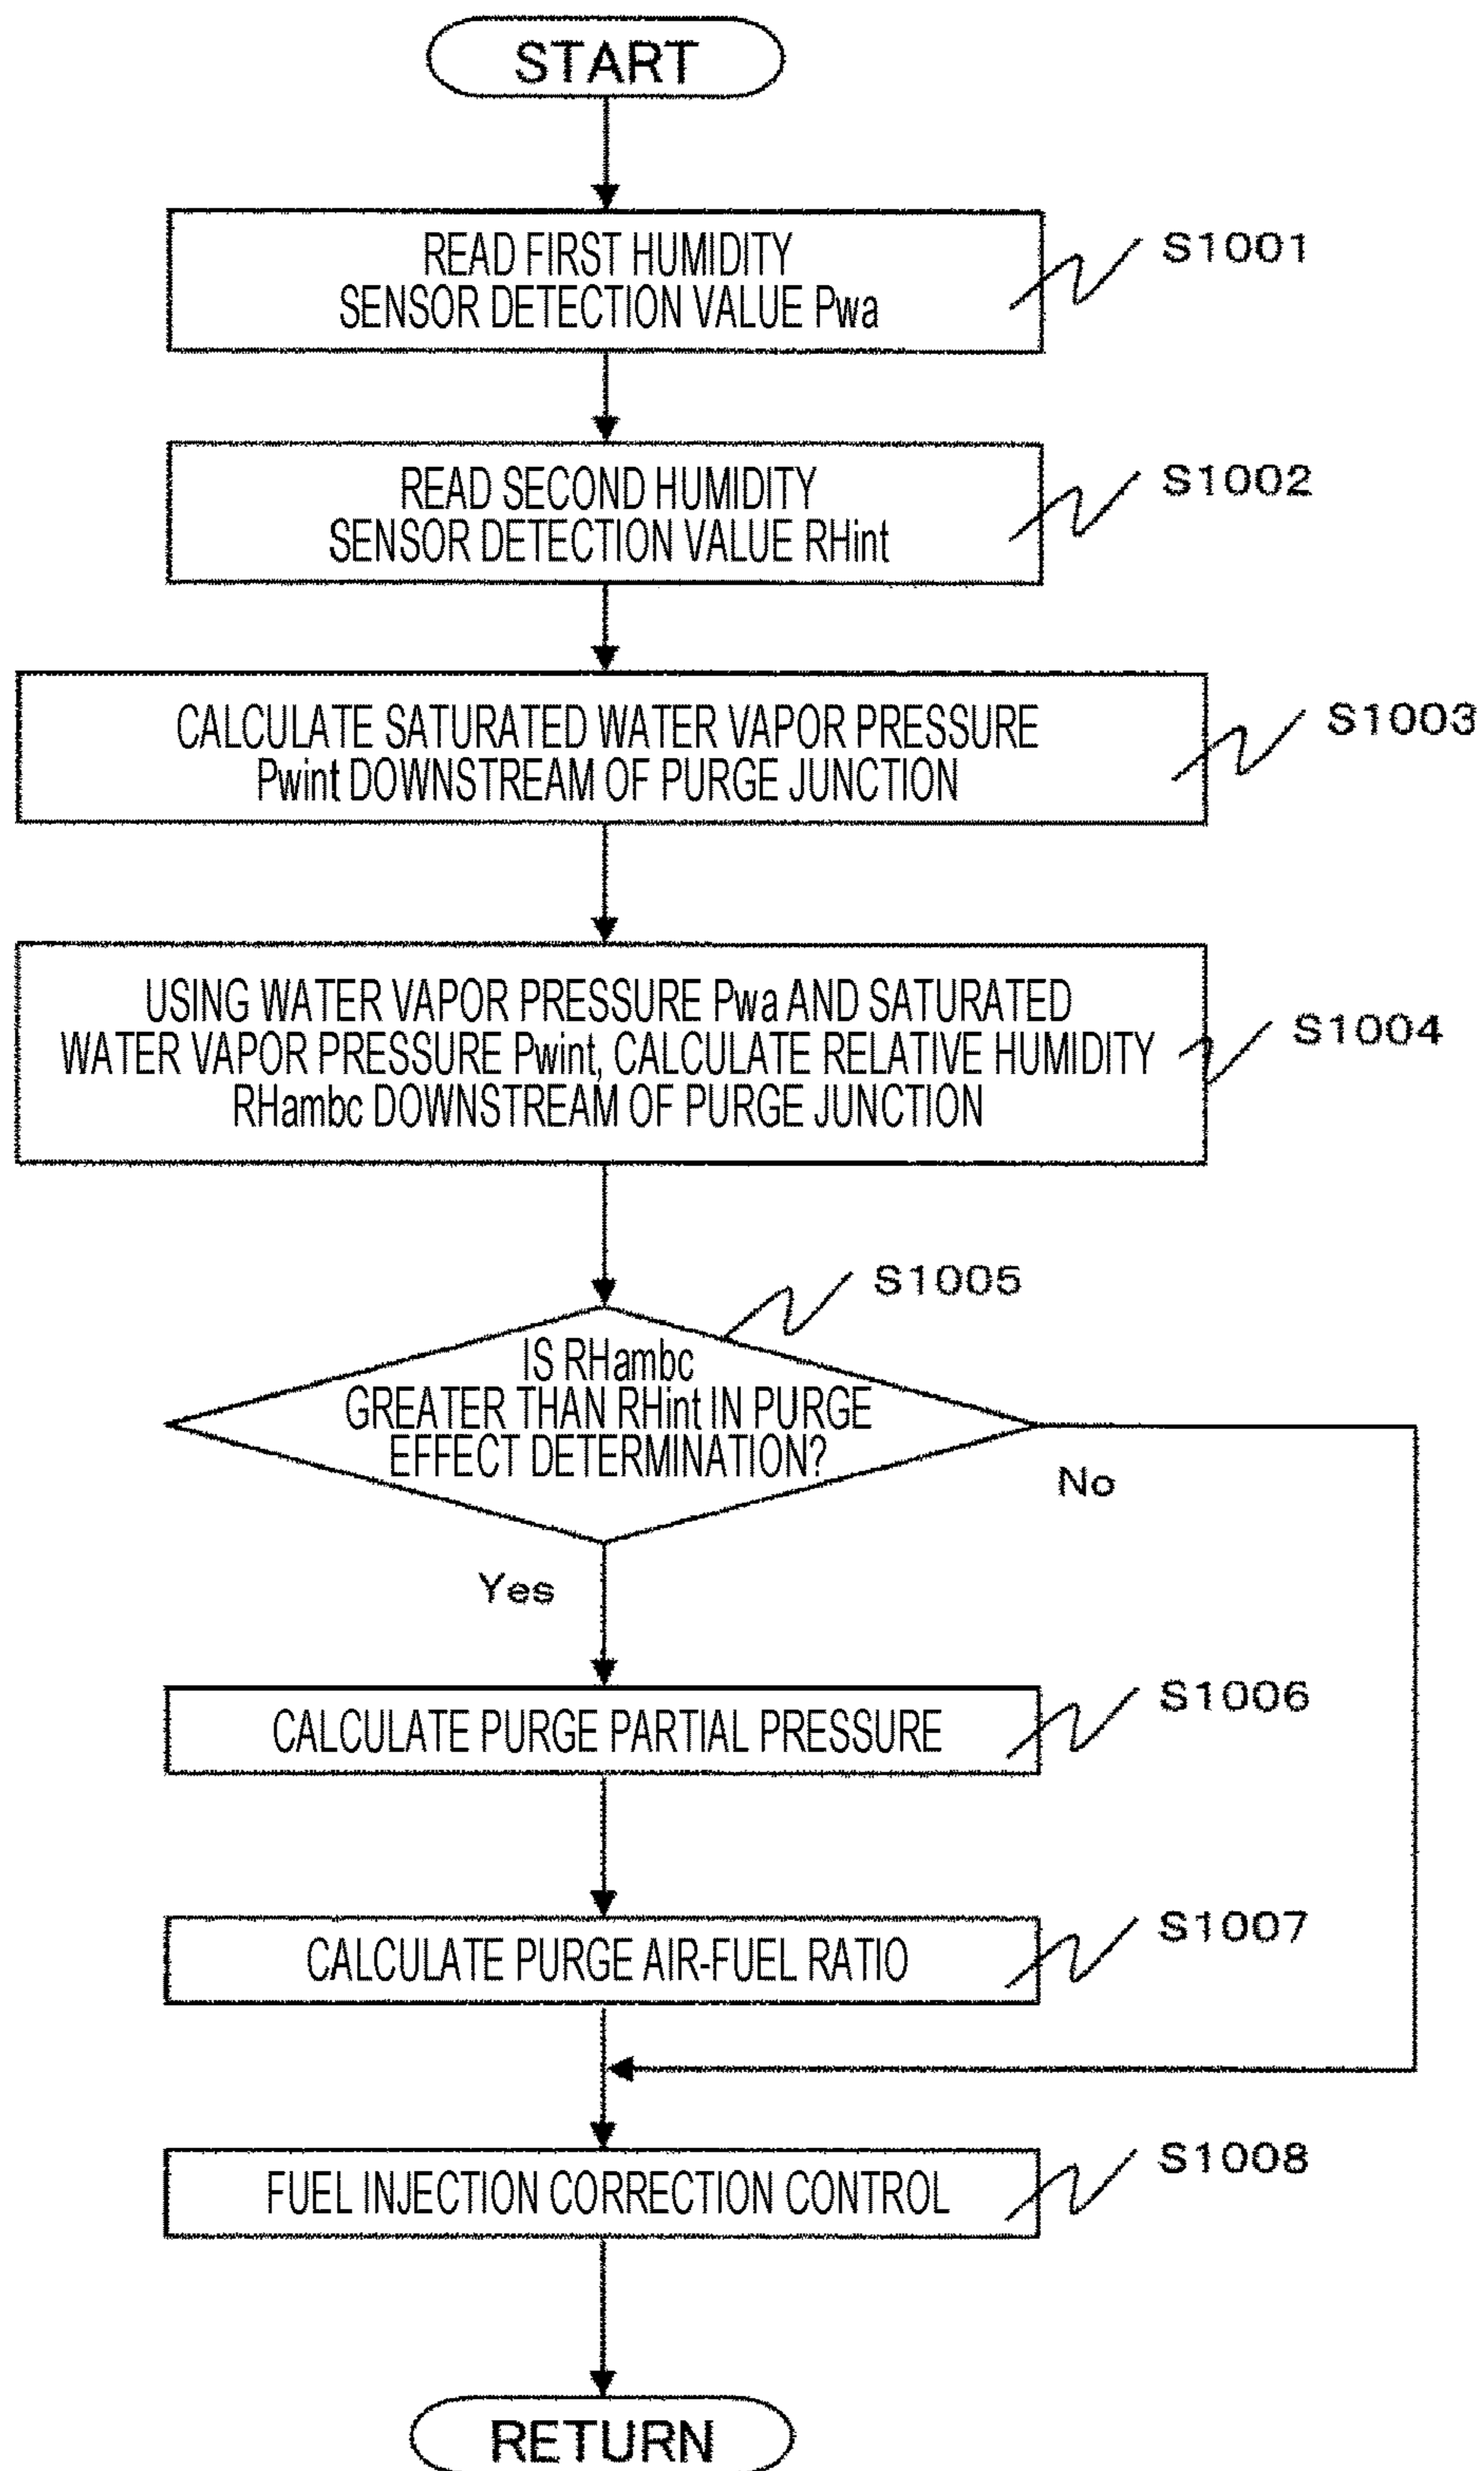 START
READ FIRST HUMIDITY
SENSOR DETECTION VALUE Pwa
S1001
READ SECOND HUMIDITY
SENSOR DETECTION VALUE RHint
S1002
CALCULATE SATURATED WATER VAPOR PRESSURE
Pwint DOWNSTREAM OF PURGE JUNCTION
S1003
USING WATER VAPOR PRESSURE Pwa AND SATURATED
WATER VAPOR PRESSURE Pwint, CALCULATE RELATIVE HUMIDITY
RHambc DOWNSTREAM OF PURGE JUNCTION
S1004
S1005
IS RHambc
GREATER THAN RHint IN PURGE
EFFECT DETERMINATION?
No
Yes
CALCULATE PURGE PARTIAL PRESSURE
S1006
CALCULATE PURGE AIR-FUEL RATIO
S1007
FUEL INJECTION CORRECTION CONTROL
S1008
RETURN